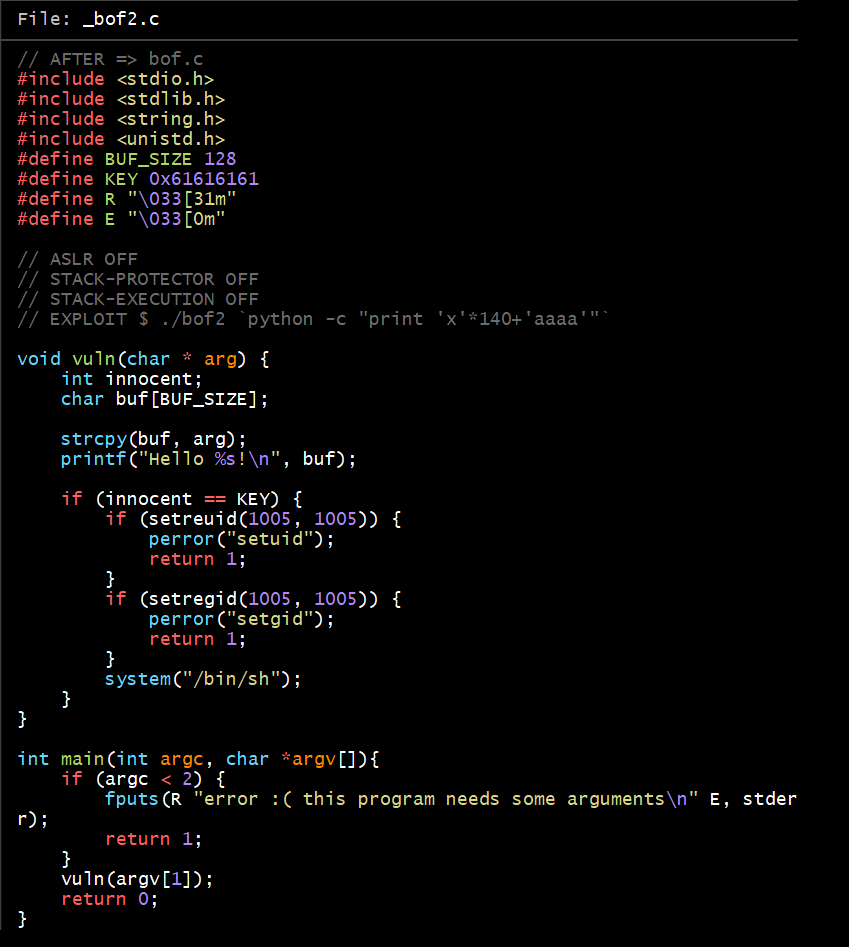 File: _bof2.c
// AFTER => bof.c
#include <stdio.h>
#include <stdlib.h>
#include <string.h>
#include <unistd.h>
#define BUF_SIZE 128
#define KEY 0x61616161
#define R "\033[31m"
#define E "\033[0m"

// ASLR OFF
// STACK-PROTECTOR OFF
// STACK-EXECUTION OFF
// EXPLOIT $ ./bof2 `python -c "print 'x'*140+'aaaa'"`

void vuln(char * arg) {
    int innocent;
    char buf[BUF_SIZE];

    strcpy(buf, arg);
    printf("Hello %s!\n", buf);

    if (innocent == KEY) {
        if (setreuid(1005, 1005)) {
            perror("setuid");
            return 1;
        }
        if (setregid(1005, 1005)) {
            perror("setgid");
            return 1;
        }
        system("/bin/sh");
    }
}

int main(int argc, char *argv[]){
    if (argc < 2) {
        fputs(R "error :( this program needs some arguments\n" E, stder
r);
        return 1;
    }
    vuln(argv[1]);
    return 0;
}